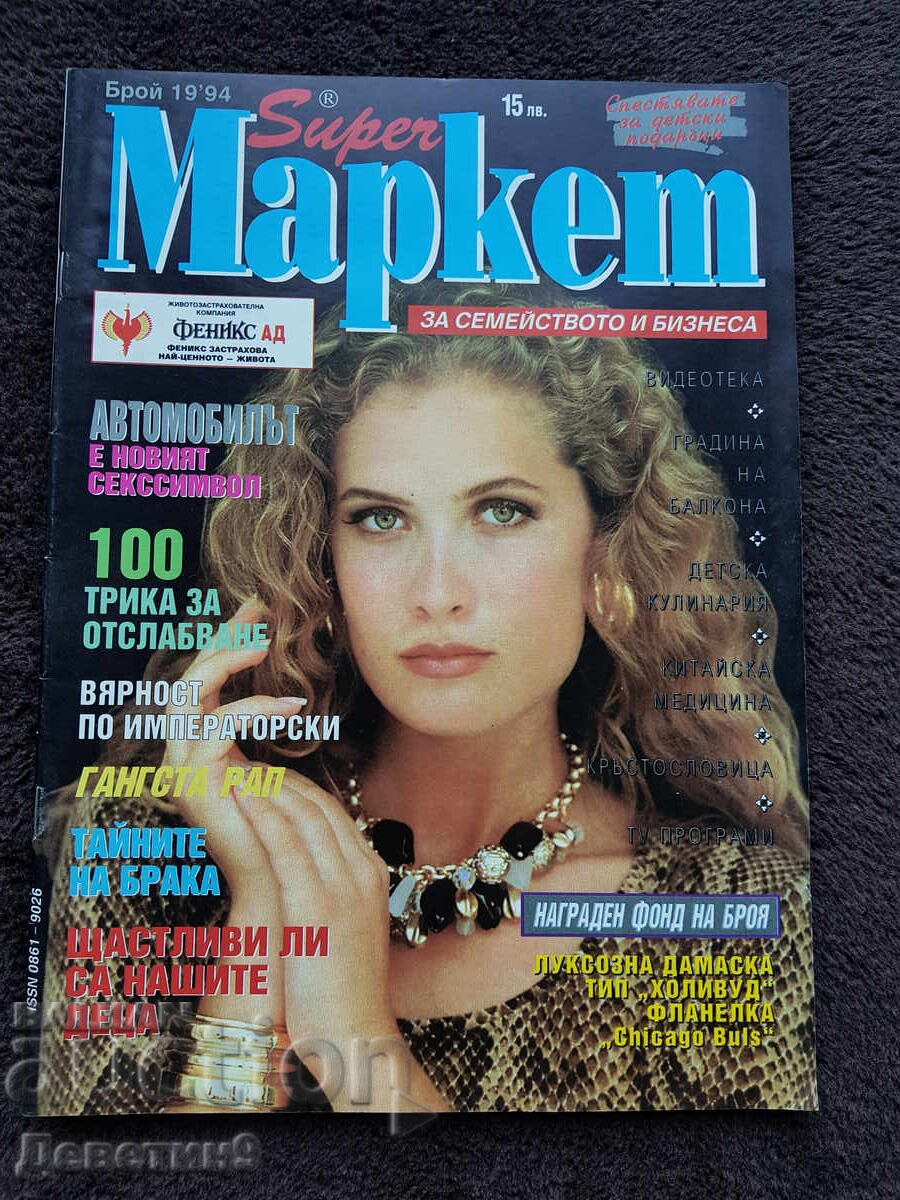 Брой 19'94
Super®
15 лв.
Спестявате
за детски
подаръци
Маркет
ЗА СЕМЕЙСТВОТО И БИЗНЕСА
ЖИВОТОЗАСТРАХОВАТЕЛНА
КОМПАНИЯ
ФЕНИКС АД
ФЕНИКС ЗАСТРАХОВА
НАЙ-ЦЕННОТО – ЖИВОТА
АВТОМОБИЛЪТ
Е НОВИЯТ
СЕКССИМВОЛ
100
ТРИКА ЗА
ОТСЛАБВАНЕ
ВЯРНОСТ
ПО ИМПЕРАТОРСКИ
ГАНГСТА РАП
ТАЙНИТЕ
НА БРАКА
ЩАСТЛИВИ ЛИ
СА НАШИТЕ
ДЕЦА
ВИДЕОТЕКА
ГРАДИНА
НА
БАЛКОНА
ДЕТСКА
КУЛИНАРИЯ
КИТАЙСКА
МЕДИЦИНА
КРЪСТОСЛОВИЦА
TV ПРОГРАМИ
НАГРАДЕН ФОНД НА БРОЯ
ЛУКСОЗНА ДАМАСКА
ТИП „ХОЛИВУД“
ФЛАНЕЛКА
„Chicago Buls“
ISSN 0861 – 9026
auction
Деветин9